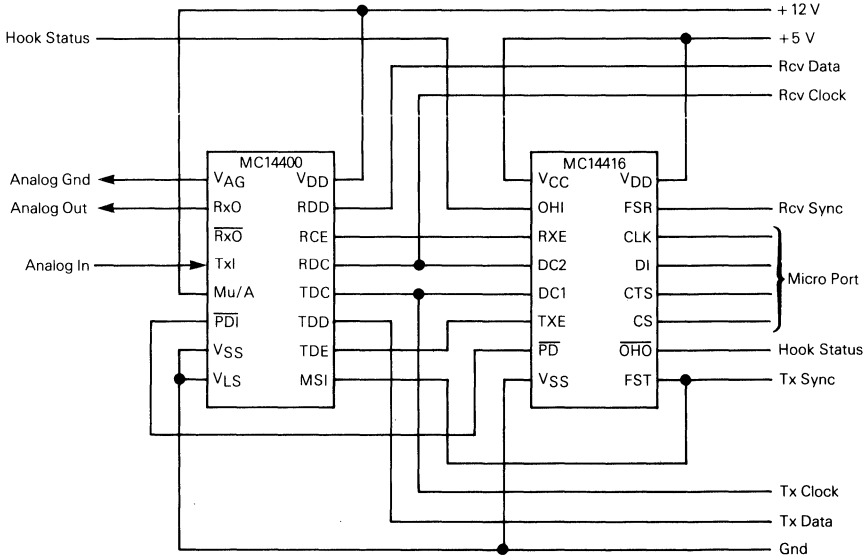 + 12 V
Hook Status
+ 5 V
Rcv Data
Rcv Clock
MC14400
MC14416
Analog Gnd
VAG
VDD
VCC
VDD
Analog Out
RxO
RDD
OHI
FSR
Rcv Sync
RxO
RCE
RXE
CLK
Analog In
TxI
RDC
DC2
DI
Micro Port
Mu/A
TDC
DC1
CTS
PDI
TDD
TXE
CS
VSS
TDE
PD
OHO
Hook Status
VLS
MSI
VSS
FST
Tx Sync
Tx Clock
Tx Data
Gnd